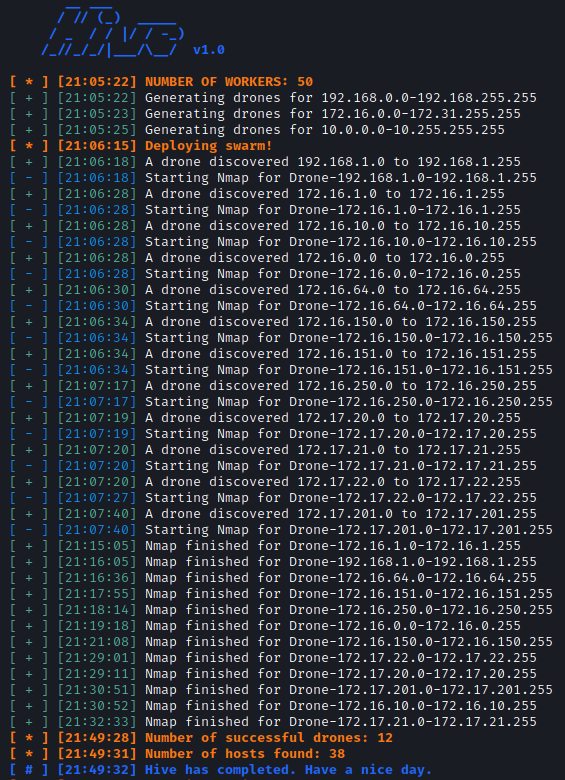 v1.0
[ * ] [21:05:22] NUMBER OF WORKERS: 50
[ + ] [21:05:22] Generating drones for 192.168.0.0-192.168.255.255
[ + ] [21:05:23] Generating drones for 172.16.0.0-172.31.255.255
[ + ] [21:05:25] Generating drones for 10.0.0.0-10.255.255.255
[ * ] [21:06:15] Deploying swarm!
[ + ] [21:06:18] A drone discovered 192.168.1.0 to 192.168.1.255
[ - ] [21:06:18] Starting Nmap for Drone-192.168.1.0-192.168.1.255
[ + ] [21:06:28] A drone discovered 172.16.1.0 to 172.16.1.255
[ - ] [21:06:28] Starting Nmap for Drone-172.16.1.0-172.16.1.255
[ + ] [21:06:28] A drone discovered 172.16.10.0 to 172.16.10.255
[ - ] [21:06:28] Starting Nmap for Drone-172.16.10.0-172.16.10.255
[ + ] [21:06:28] A drone discovered 172.16.0.0 to 172.16.0.255
[ - ] [21:06:28] Starting Nmap for Drone-172.16.0.0-172.16.0.255
[ + ] [21:06:30] A drone discovered 172.16.64.0 to 172.16.64.255
[ - ] [21:06:30] Starting Nmap for Drone-172.16.64.0-172.16.64.255
[ + ] [21:06:34] A drone discovered 172.16.150.0 to 172.16.150.255
[ - ] [21:06:34] Starting Nmap for Drone-172.16.150.0-172.16.150.255
[ + ] [21:06:34] A drone discovered 172.16.151.0 to 172.16.151.255
[ - ] [21:06:34] Starting Nmap for Drone-172.16.151.0-172.16.151.255
[ + ] [21:07:17] A drone discovered 172.16.250.0 to 172.16.250.255
[ - ] [21:07:17] Starting Nmap for Drone-172.16.250.0-172.16.250.255
[ + ] [21:07:19] A drone discovered 172.17.20.0 to 172.17.20.255
[ - ] [21:07:19] Starting Nmap for Drone-172.17.20.0-172.17.20.255
[ + ] [21:07:20] A drone discovered 172.17.21.0 to 172.17.21.255
[ - ] [21:07:20] Starting Nmap for Drone-172.17.21.0-172.17.21.255
[ + ] [21:07:20] A drone discovered 172.17.22.0 to 172.17.22.255
[ - ] [21:07:27] Starting Nmap for Drone-172.17.22.0-172.17.22.255
[ + ] [21:07:40] A drone discovered 172.17.201.0 to 172.17.201.255
[ - ] [21:07:40] Starting Nmap for Drone-172.17.201.0-172.17.201.255
[ + ] [21:15:05] Nmap finished for Drone-172.16.1.0-172.16.1.255
[ + ] [21:16:05] Nmap finished for Drone-192.168.1.0-192.168.1.255
[ + ] [21:16:36] Nmap finished for Drone-172.16.64.0-172.16.64.255
[ + ] [21:17:55] Nmap finished for Drone-172.16.151.0-172.16.151.255
[ + ] [21:18:14] Nmap finished for Drone-172.16.250.0-172.16.250.255
[ + ] [21:19:18] Nmap finished for Drone-172.16.0.0-172.16.0.255
[ + ] [21:21:08] Nmap finished for Drone-172.16.150.0-172.16.150.255
[ + ] [21:29:01] Nmap finished for Drone-172.17.22.0-172.17.22.255
[ + ] [21:29:11] Nmap finished for Drone-172.17.20.0-172.17.20.255
[ + ] [21:30:51] Nmap finished for Drone-172.17.201.0-172.17.201.255
[ + ] [21:30:52] Nmap finished for Drone-172.16.10.0-172.16.10.255
[ + ] [21:32:33] Nmap finished for Drone-172.17.21.0-172.17.21.255
[ * ] [21:49:28] Number of successful drones: 12
[ * ] [21:49:31] Number of hosts found: 38
[ # ] [21:49:32] Hive has completed. Have a nice day.